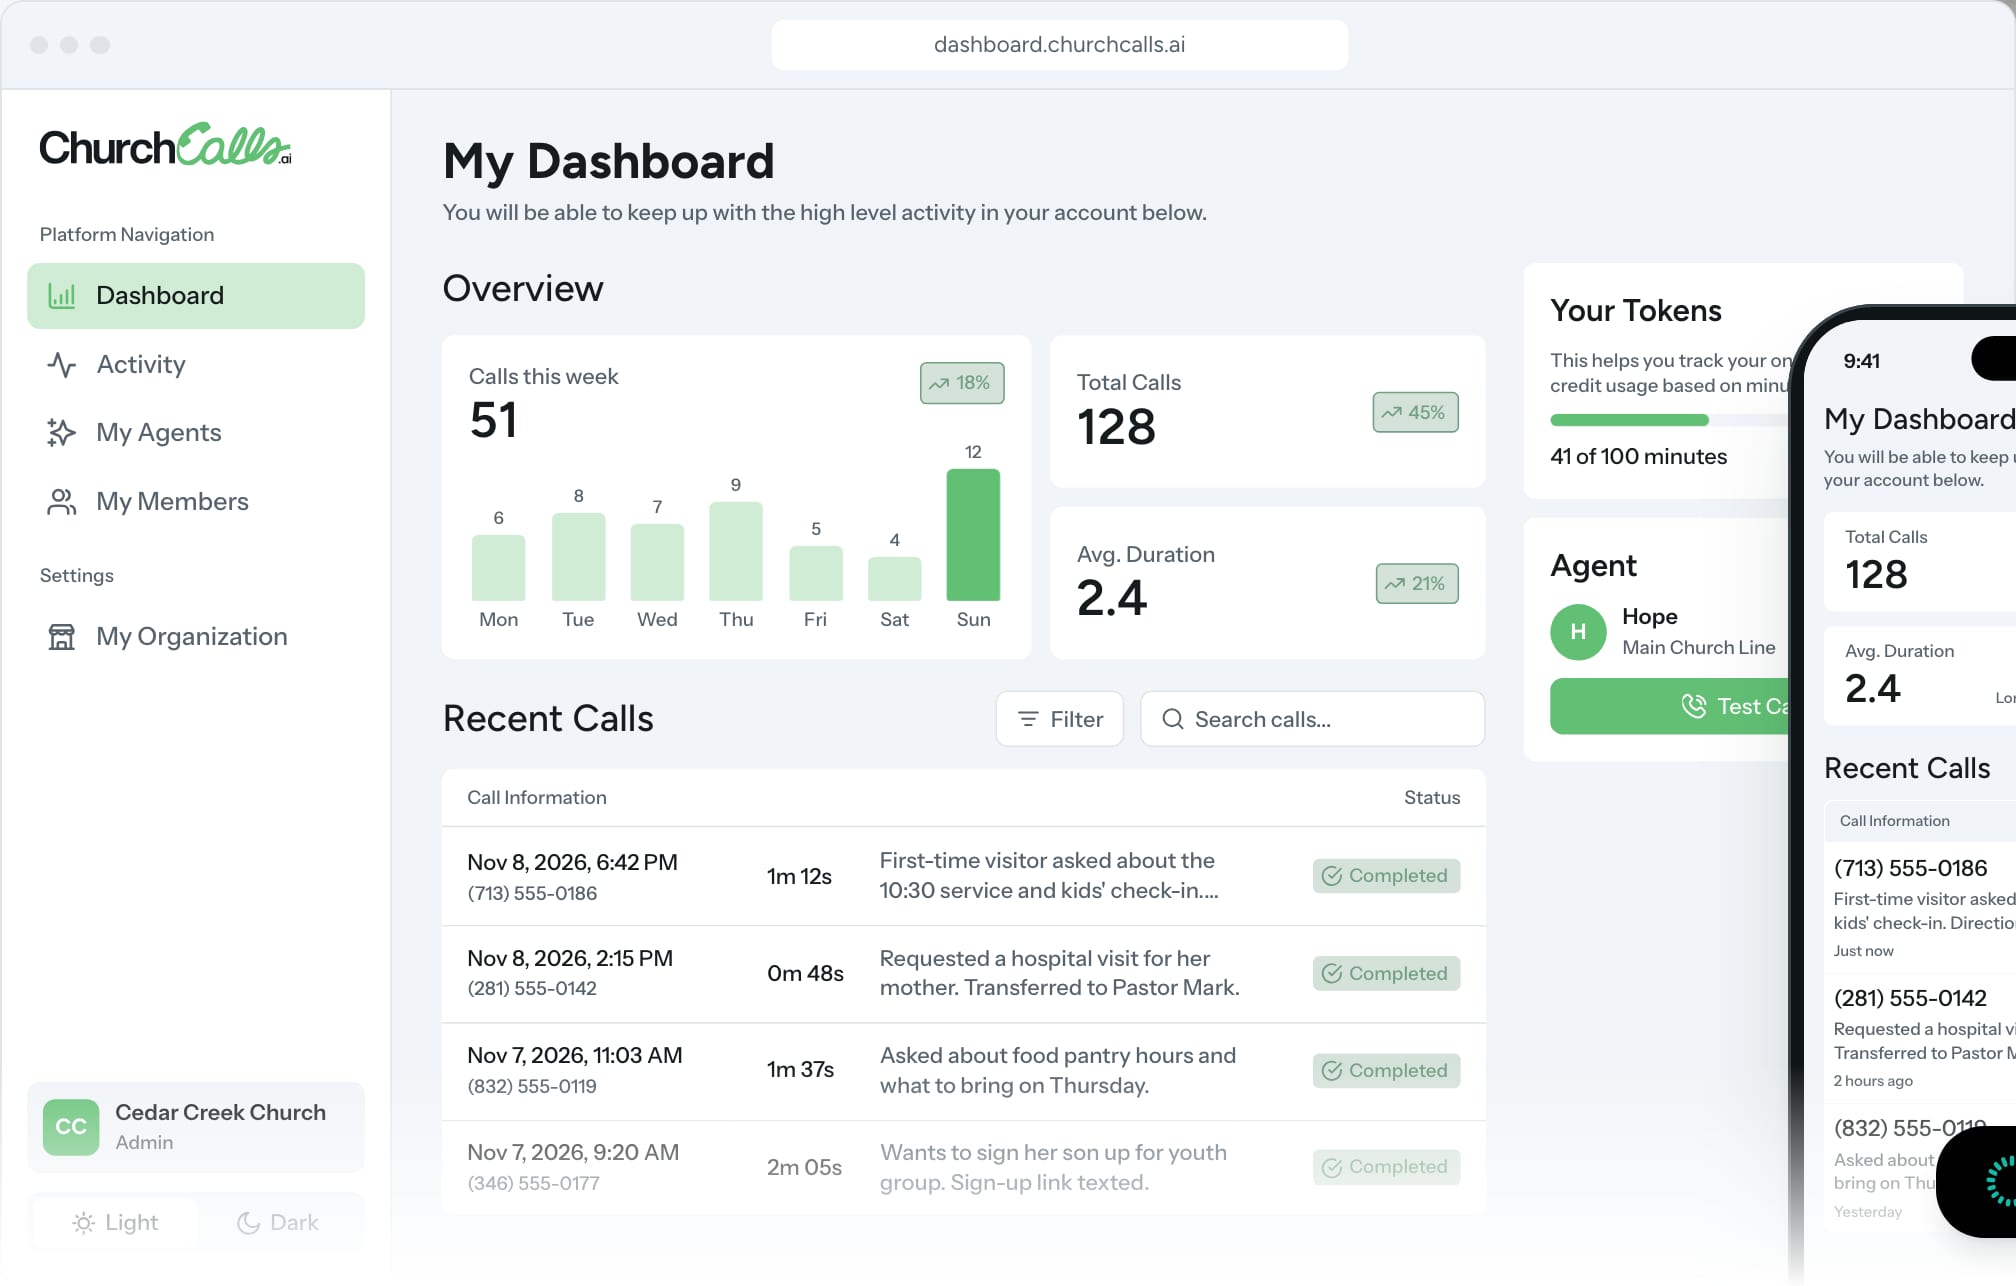 dashboard.churchcalls.ai
ChurchCalls.ai
Platform Navigation
Dashboard
Activity
My Agents
My Members
Settings
My Organization
CC
Cedar Creek Church
Admin
Light
Dark
My Dashboard
You will be able to keep up with the high level activity in your account below.
Overview
Calls this week
51
18%
6
8
7
9
5
4
12
Mon
Tue
Wed
Thu
Fri
Sat
Sun
Total Calls
128
45%
Avg. Duration
2.4
21%
Recent Calls
Filter
Search calls...
Call Information
Status
Nov 8, 2026, 6:42 PM
(713) 555-0186
1m 12s
First-time visitor asked about the
10:30 service and kids' check-in....
Completed
Nov 8, 2026, 2:15 PM
(281) 555-0142
0m 48s
Requested a hospital visit for her
mother. Transferred to Pastor Mark.
Completed
Nov 7, 2026, 11:03 AM
(832) 555-0119
1m 37s
Asked about food pantry hours and
what to bring on Thursday.
Completed
Nov 7, 2026, 9:20 AM
(346) 555-0177
2m 05s
Wants to sign her son up for youth
group. Sign-up link texted.
Completed
Your Tokens
This helps you track your
credit usage based on
41 of 100 minutes
Agent
H
Hope
Main Church Line
Test
9:41
My Dashboard
You will be able to keep
your account below.
Total Calls
128
Avg. Duration
2.4
Recent Calls
Call Information
(713) 555-0186
First-time visitor asked
kids' check-in.
Just now
(281) 555-0142
Requested a hospital
Transferred to Pastor
2 hours ago
(832) 555-0119
Asked about
bring on
Yesterday